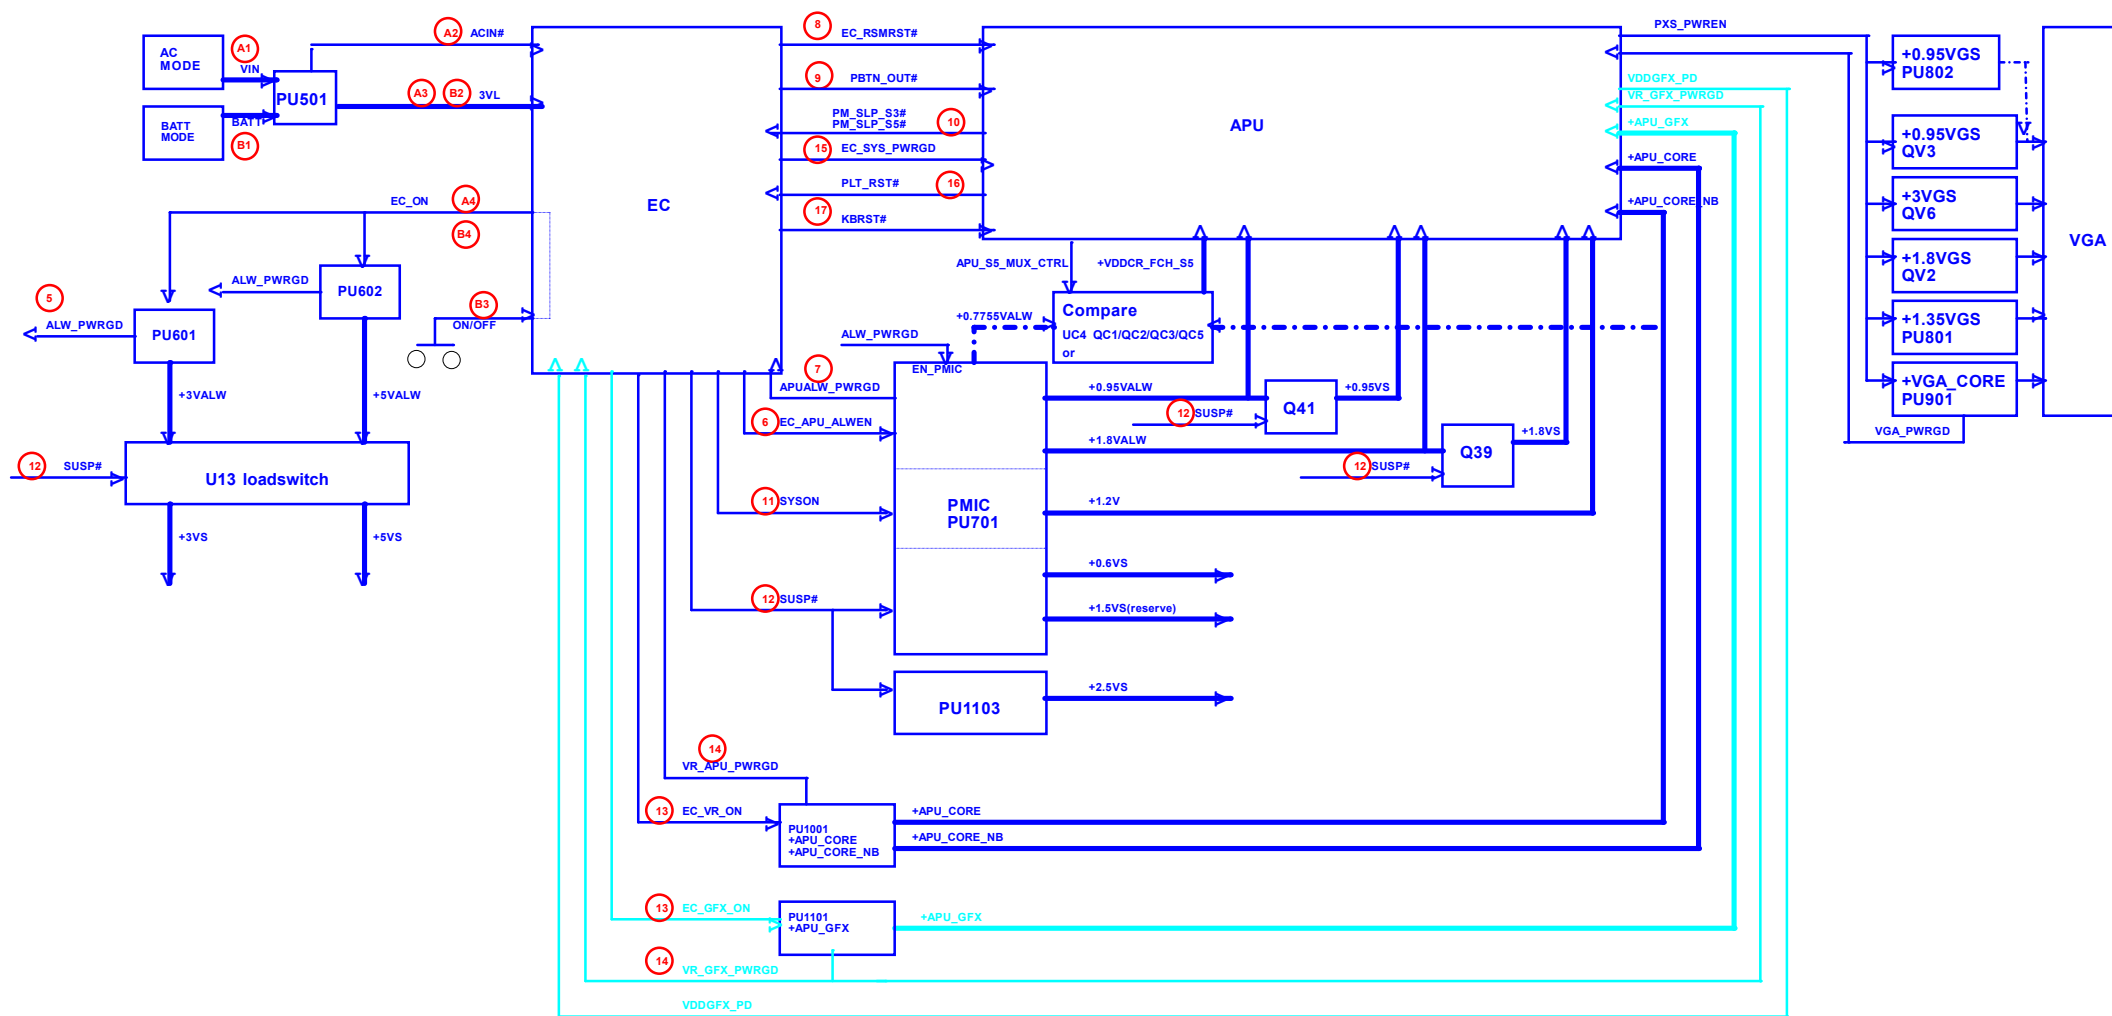 AC
MODE
A1
VIN
BATT
MODE
BATT
B1
PU501
A2
ACIN#
A3
B2
3VL
EC_ON
A4
B4
ALW_PWRGD
PU602
5
ALW_PWRGD
PU601
B3
ON/OFF
+3VALW
+5VALW
12
SUSP#
U13 loadswitch
+3VS
+5VS
EC
8
EC_RSMRST#
9
PBTN_OUT#
PM_SLP_S3#
PM_SLP_S5#
10
15
EC_SYS_PWRGD
PLT_RST#
16
17
KBRST#
APU
APU_S5_MUX_CTRL
+VDDCR_FCH_S5
Compare
UC4 QC1/QC2/QC3/QC5
or
+0.7755VALW
ALW_PWRGD
EN_PMIC
7
APUALW_PWRGD
6
EC_APU_ALWEN
11
SYSON
12
SUSP#
PMIC
PU701
+0.95VALW
12
SUSP#
Q41
+0.95VS
+1.8VALW
12
SUSP#
Q39
+1.8VS
+1.2V
+0.6VS
+1.5VS(reserve)
PU1103
+2.5VS
14
VR_APU_PWRGD
13
EC_VR_ON
PU1001
+APU_CORE
+APU_CORE_NB
+APU_CORE
+APU_CORE_NB
13
EC_GFX_ON
PU1101
+APU_GFX
+APU_GFX
14
VR_GFX_PWRGD
VDDGFX_PD
PXS_PWREN
VDDGFX_PD
VR_GFX_PWRGD
+APU_GFX
+APU_CORE
+APU_CORE_NB
+0.95VGS
PU802
+0.95VGS
QV3
+3VGS
QV6
+1.8VGS
QV2
+1.35VGS
PU801
+VGA_CORE
PU901
VGA_PWRGD
VGA